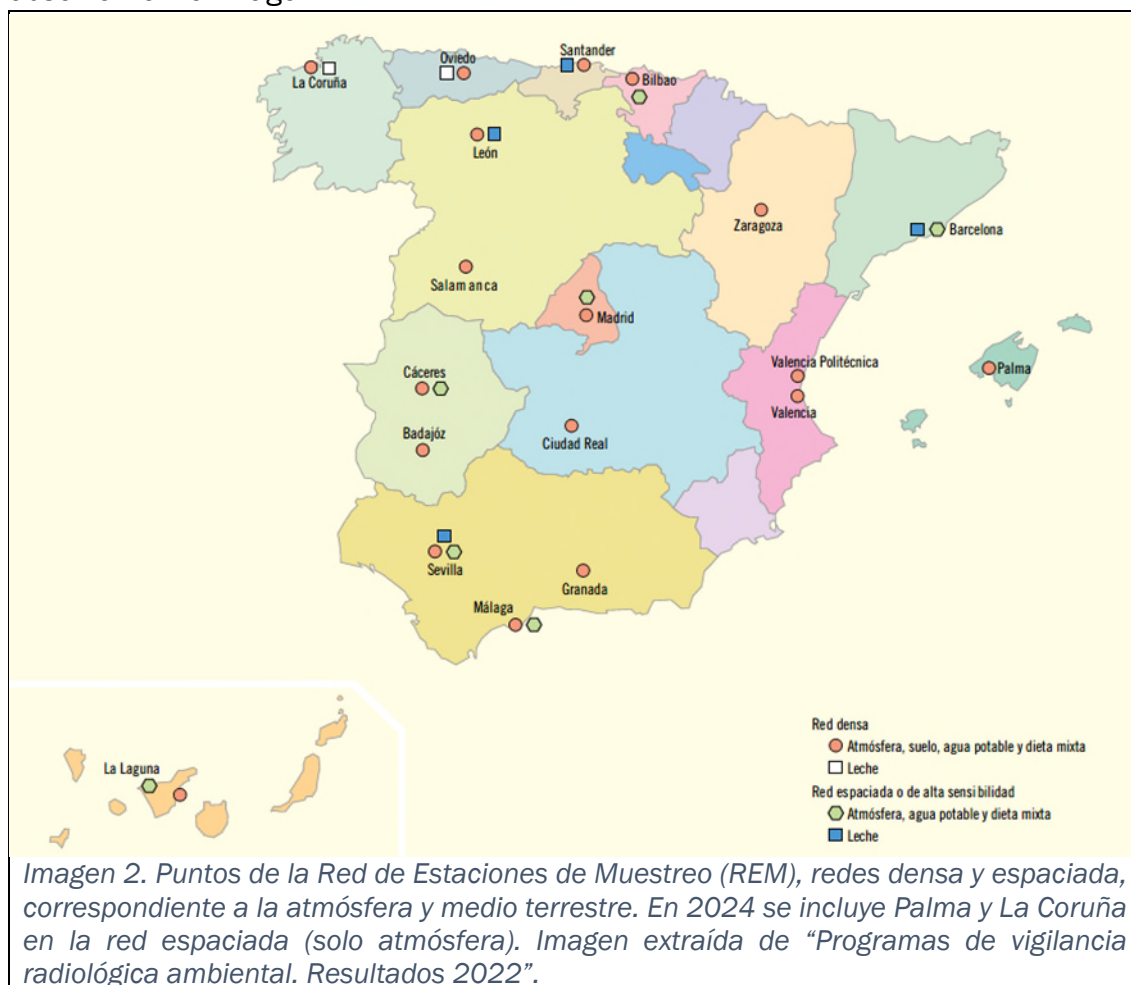 Santander
Oviedo
La Coruña
Bilbao
León
Zaragoza
Barcelona
Salamanca
Madrid
Valencia Politécnica
Palma
Cáceres
Valencia
Badajóz
Ciudad Real
Sevilla
Granada
Málaga
La Laguna
Red densa
Atmósfera, suelo, agua potable y dieta mixta
Leche
Red espaciada o de alta sensibilidad
Atmósfera, agua potable y dieta mixta
Leche
Imagen 2. Puntos de la Red de Estaciones de Muestreo (REM), redes densa y espaciada,
correspondiente a la atmósfera y medio terrestre. En 2024 se incluye Palma y La Coruña
en la red espaciada (solo atmósfera). Imagen extraída de “Programas de vigilancia
radiológica ambiental. Resultados 2022”.